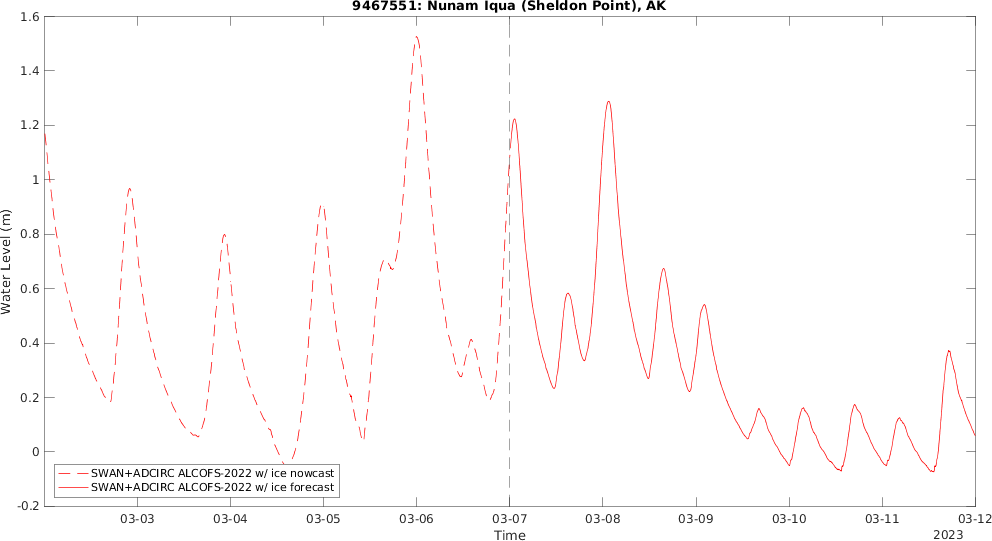 9467551: Nunam Iqua (Sheldon Point), AK
1.6
1.4
1.2
1
0.8
0.6
0.4
0.2
0
-0.2
Water Level (m)
SWAN+ADCIRC ALCOFS-2022 w/ ice nowcast
SWAN+ADCIRC ALCOFS-2022 w/ ice forecast
03-03 03-04 03-05 03-06 03-07 03-08 03-09 03-10 03-11 03-12
Time
2023